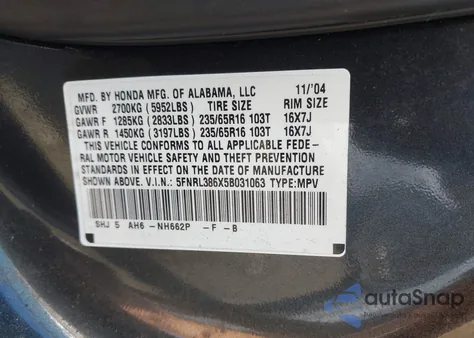 MFD. BY HONDA MFG. OF ALABAMA, LLC 11/'04
GVWR 2700KG (5952LBS) TIRE SIZE RIM SIZE
GAWR F 1285KG (2833LBS) 235/65R16 103T 16X7J
GAWR R 1450KG (3197LBS) 235/65R16 103T 16X7J
THIS VEHICLE CONFORMS TO ALL APPLICABLE FEDE-
RAL MOTOR VEHICLE SAFETY AND THEFT PREVENTION
STANDARDS IN EFFECT ON THE DATE OF MANUFACTURE
SHOWN ABOVE. V.I.N.: 5FNRL386X5B031063 TYPE:MPV
SHJ 5 AH6 -NH662P -F -B
autoSnap